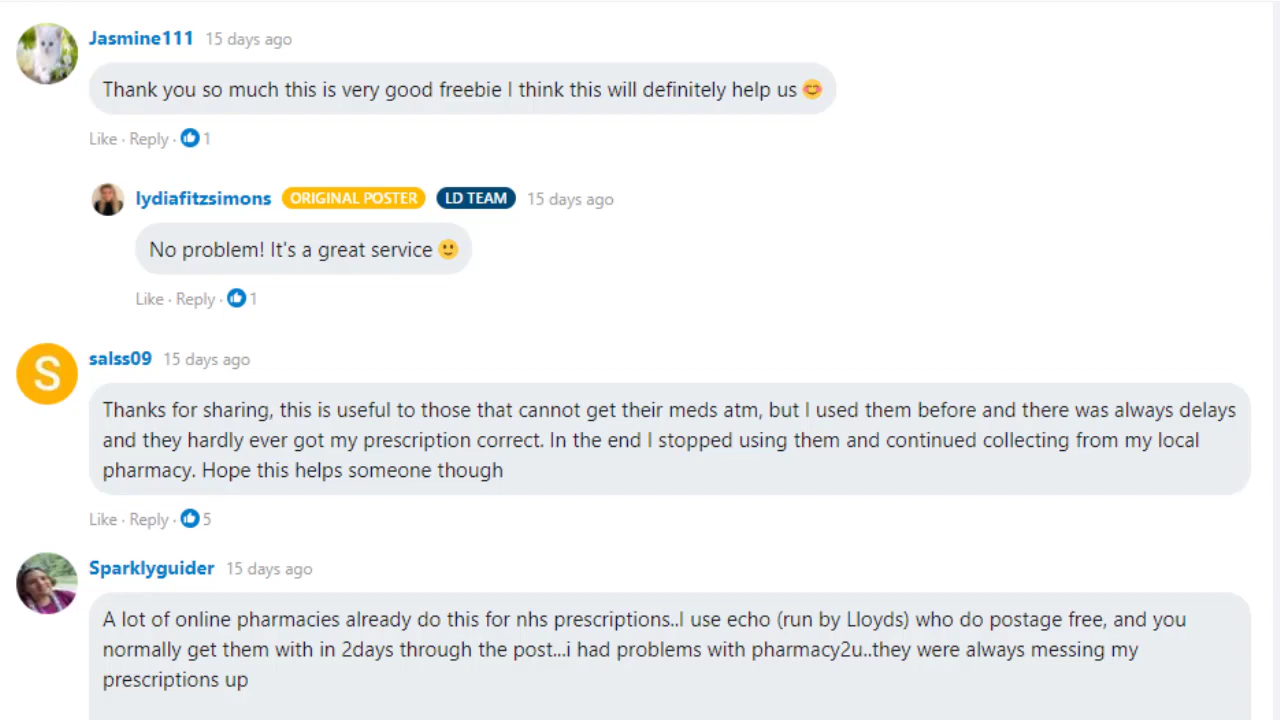 Jasmine111 15 days ago
Thank you so much this is very good freebie I think this will definitely help us 😊
Like · Reply · 1
lydiafitzsimons ORIGINAL POSTER LD TEAM 15 days ago
No problem! It's a great service 🙂
Like · Reply · 1
S
salss09 15 days ago
Thanks for sharing, this is useful to those that cannot get their meds atm, but I used them before and there was always delays
and they hardly ever got my prescription correct. In the end I stopped using them and continued collecting from my local
pharmacy. Hope this helps someone though
Like · Reply · 5
Sparklyguider 15 days ago
A lot of online pharmacies already do this for nhs prescriptions..I use echo (run by Lloyds) who do postage free, and you
normally get them with in 2days through the post...i had problems with pharmacy2u..they were always messing my
prescriptions up